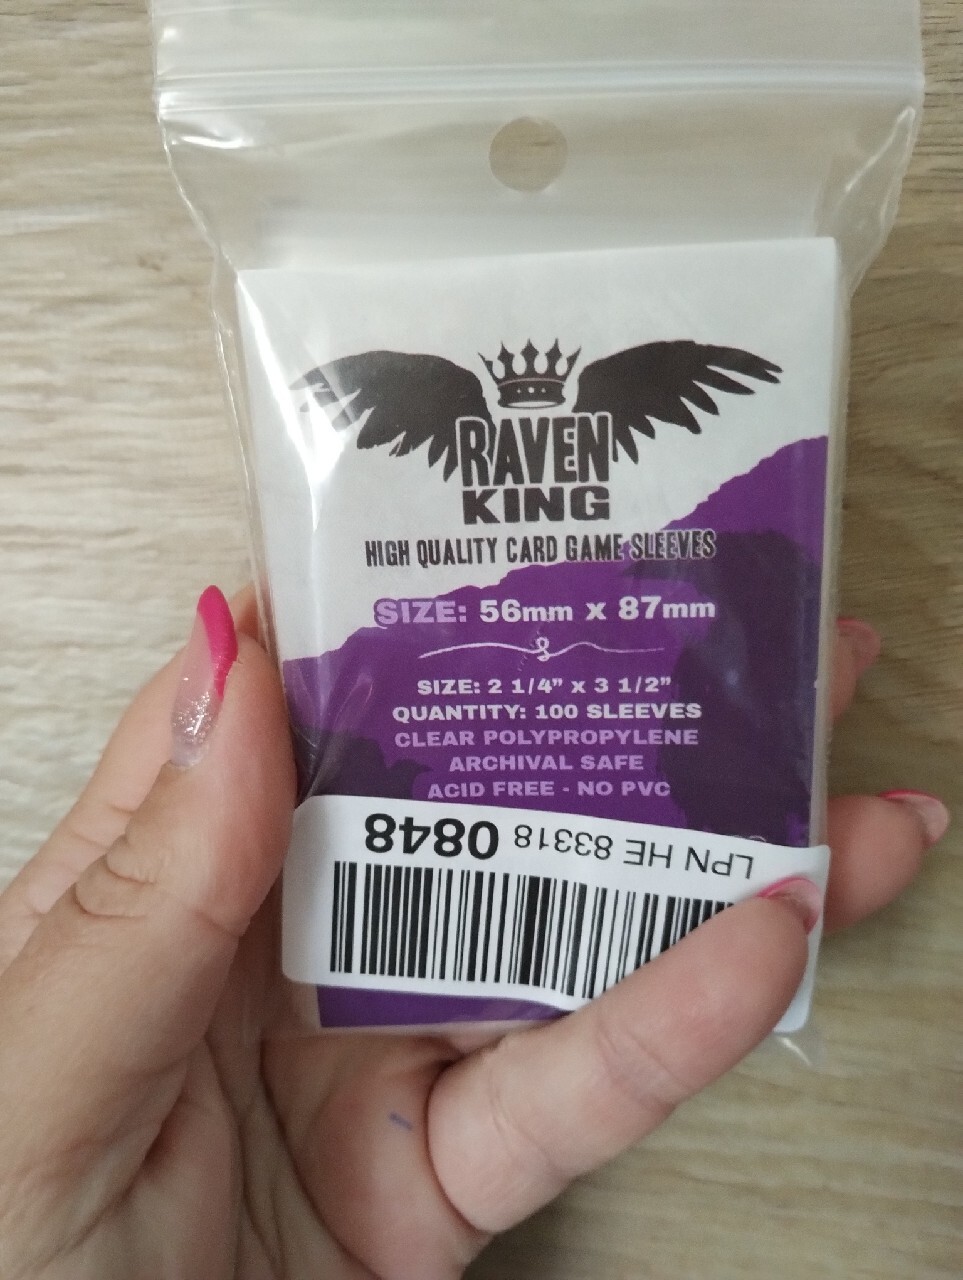 RAVEN
KING
HIGH QUALITY CARD GAME SLEEVES
SIZE: 56mm x 87mm
SIZE: 2 1/4" x 3 1/2"
QUANTITY: 100 SLEEVES
CLEAR POLYPROPYLENE
ARCHIVAL SAFE
ACID FREE - NO PVC
LPN HE 83318 0848